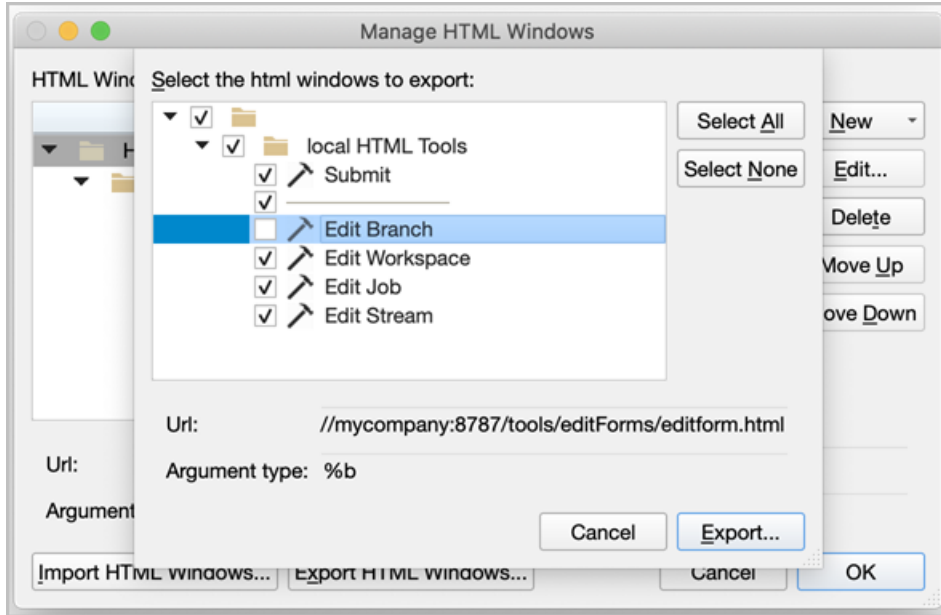 Manage HTML Windows
HTML Wind
Select the html windows to export:
Select All
New
local HTML Tools
H
Select None
Edit...
Submit
Delete
Edit Branch
Edit Workspace
Move Up
Edit Job
Edit Stream
ove Down
Url:
//mycompany:8787/tools/editForms/editform.html
Url:
Argument type: %b
Argument
Cancel
Export...
Import HTML Windows...
Export HTML Windows...
Cancel
OK